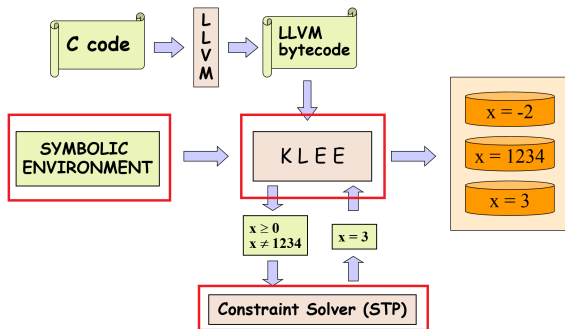 C code
L
L
V
M
LLVM
bytecode
SYMBOLIC
ENVIRONMENT
K L E E
x = -2
x = 1234
x = 3
x ≥ 0
x ≠ 1234
x = 3
Constraint Solver (STP)